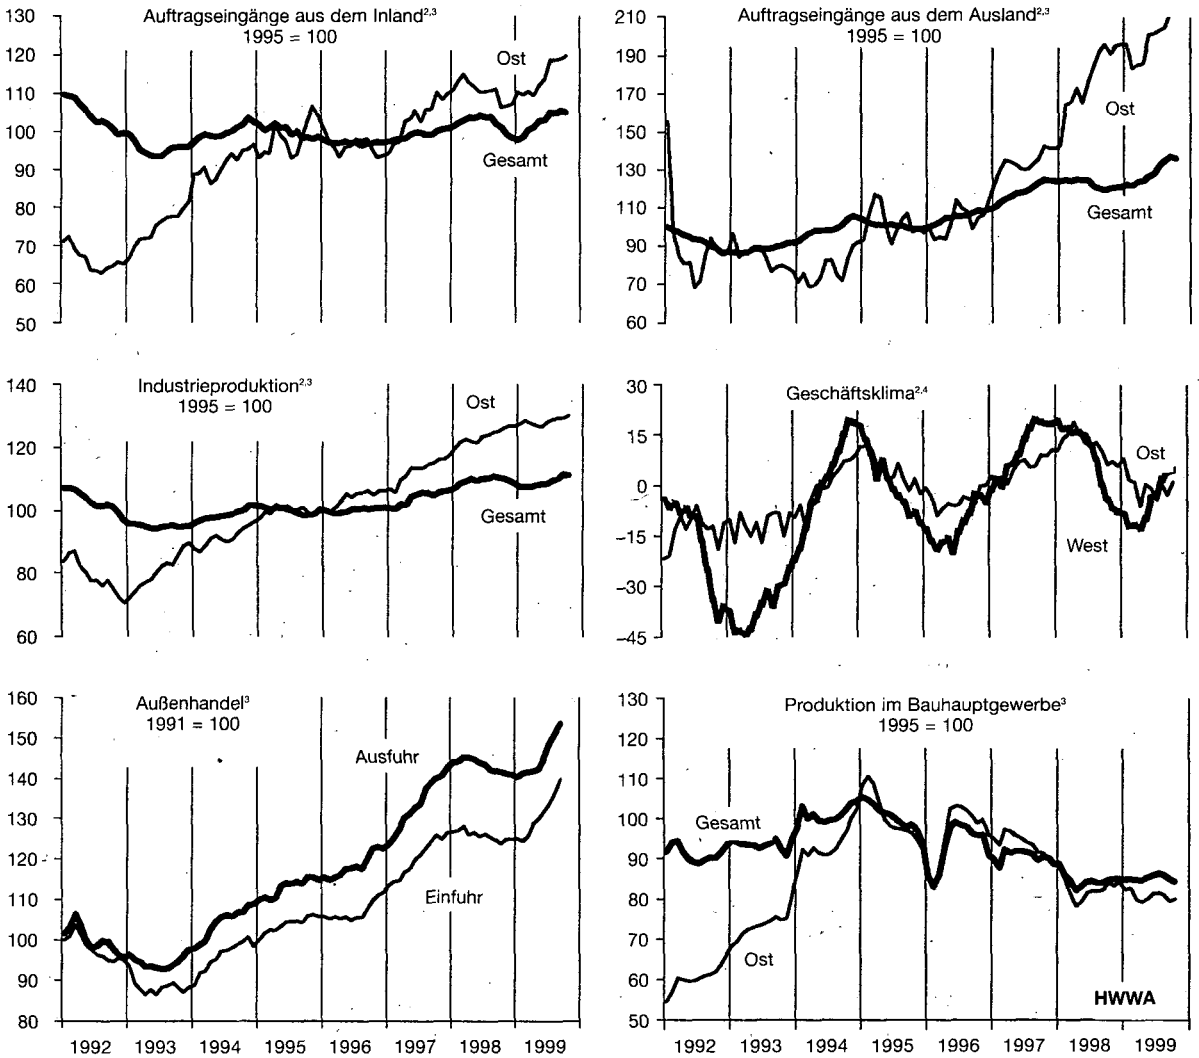 Auftragseingänge aus dem Inland2,3
1995 = 100
130
120
110
100
90
80
70
60
50
Ost
Gesamt
Auftragseingänge aus dem Ausland2,3
1995 = 100
210
190
170
150
130
110
90
70
60
Ost
Gesamt
Industrieproduktion2,3
1995 = 100
140
120
100
80
60
Ost
Gesamt
Geschäftsklima2,4
30
15
0
-15
-30
-45
Ost
West
Außenhandel3
1991 = 100
160
150
140
130
120
110
100
90
80
Ausfuhr
Einfuhr
1992 1993 1994 1995 1996 1997 1998 1999
Produktion im Bauhauptgewerbe3
1995 = 100
130
120
110
100
90
80
70
60
50
Gesamt
Ost
HWWA
1992 1993 1994 1995 1996 1997 1998 1999